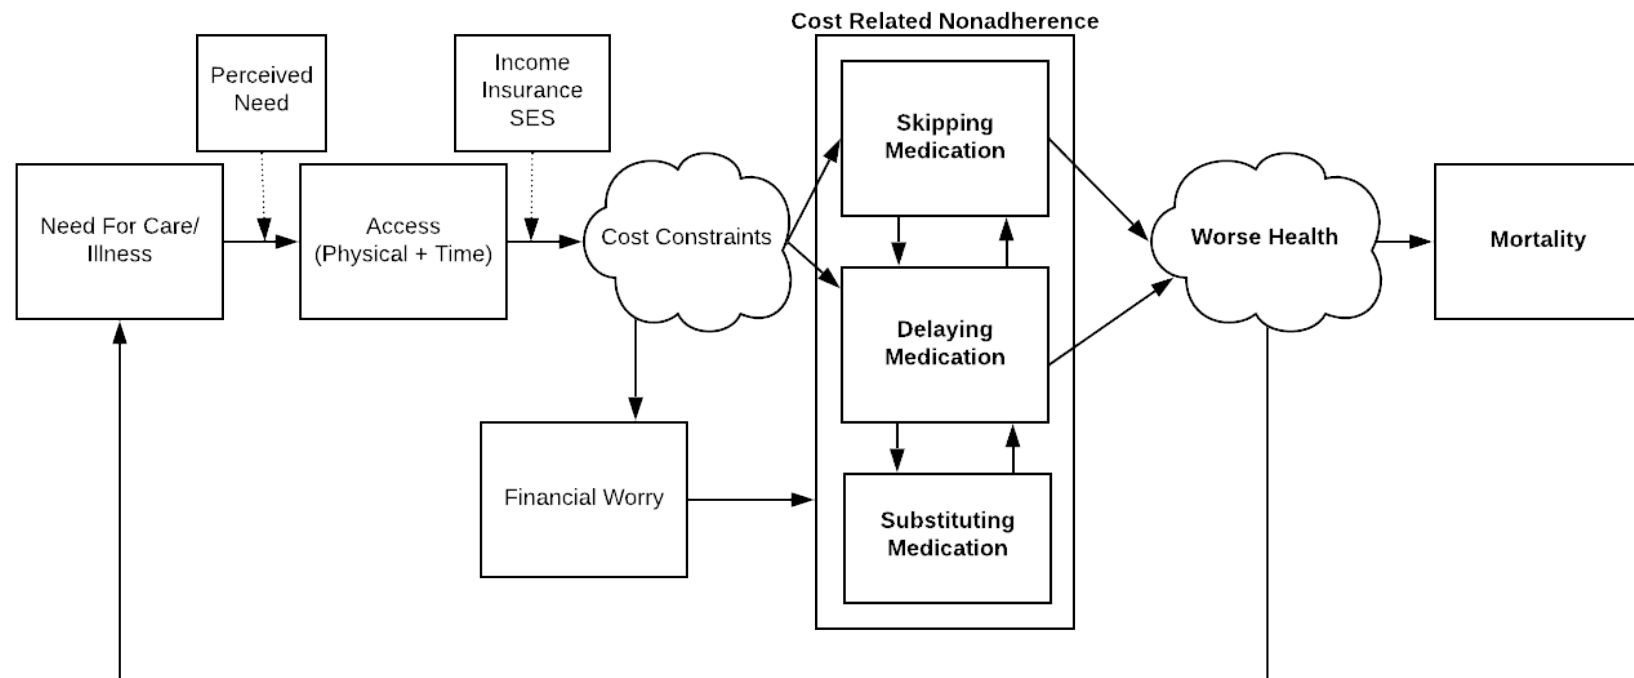 Cost Related Nonadherence
Perceived
Need
Income
Insurance
SES
Need For Care/
Illness
Access
(Physical + Time)
Cost Constraints
Financial Worry
Skipping
Medication
Delaying
Medication
Substituting
Medication
Worse Health
Mortality